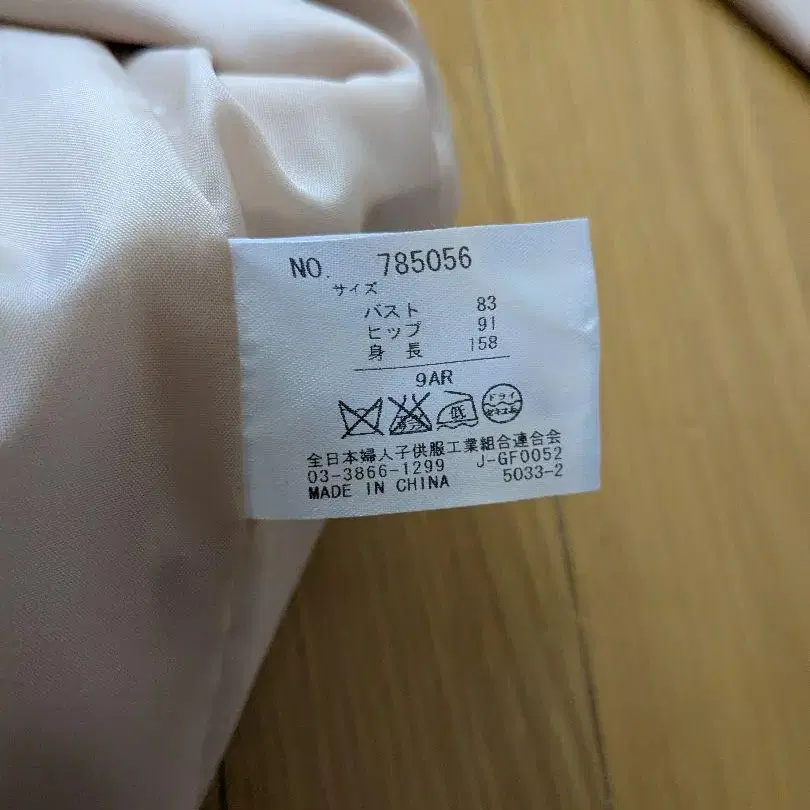 NO. 785056
サイズ
バスト 83
ヒップ 91
身長 158
9AR
低 ドライ
全日本婦人子供服工業組合連合会
03-3866-1299 J-GF0052
MADE IN CHINA 5033-2